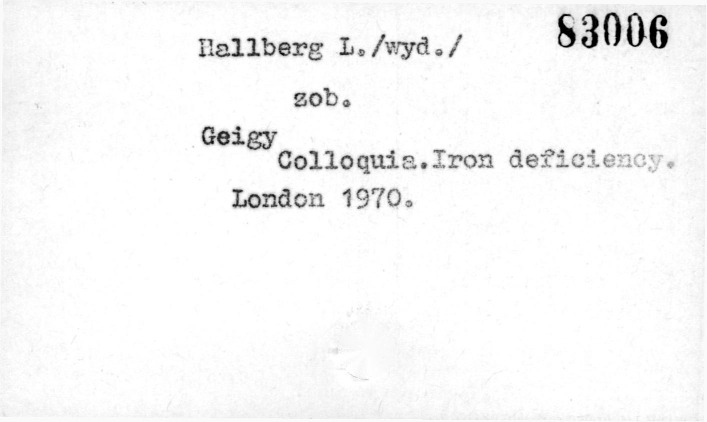 83006
Hallberg L./wyd./
zob.
Geigy
Colloquia.Iron deficiency.
London 1970.